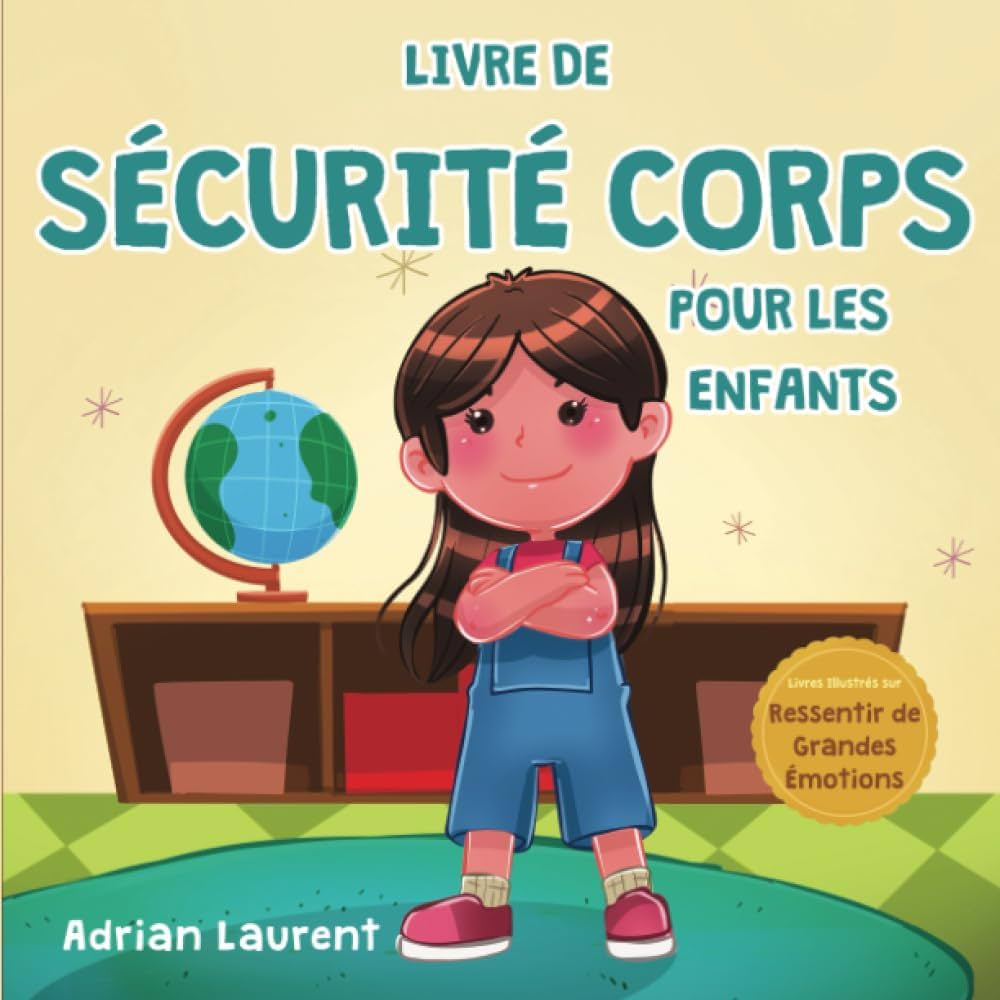 LIVRE DE
SÉCURITÉ CORPS
POUR LES
ENFANTS
Livres Illustrés sur
Ressentir de
Grandes
Émotions
Adrian Laurent